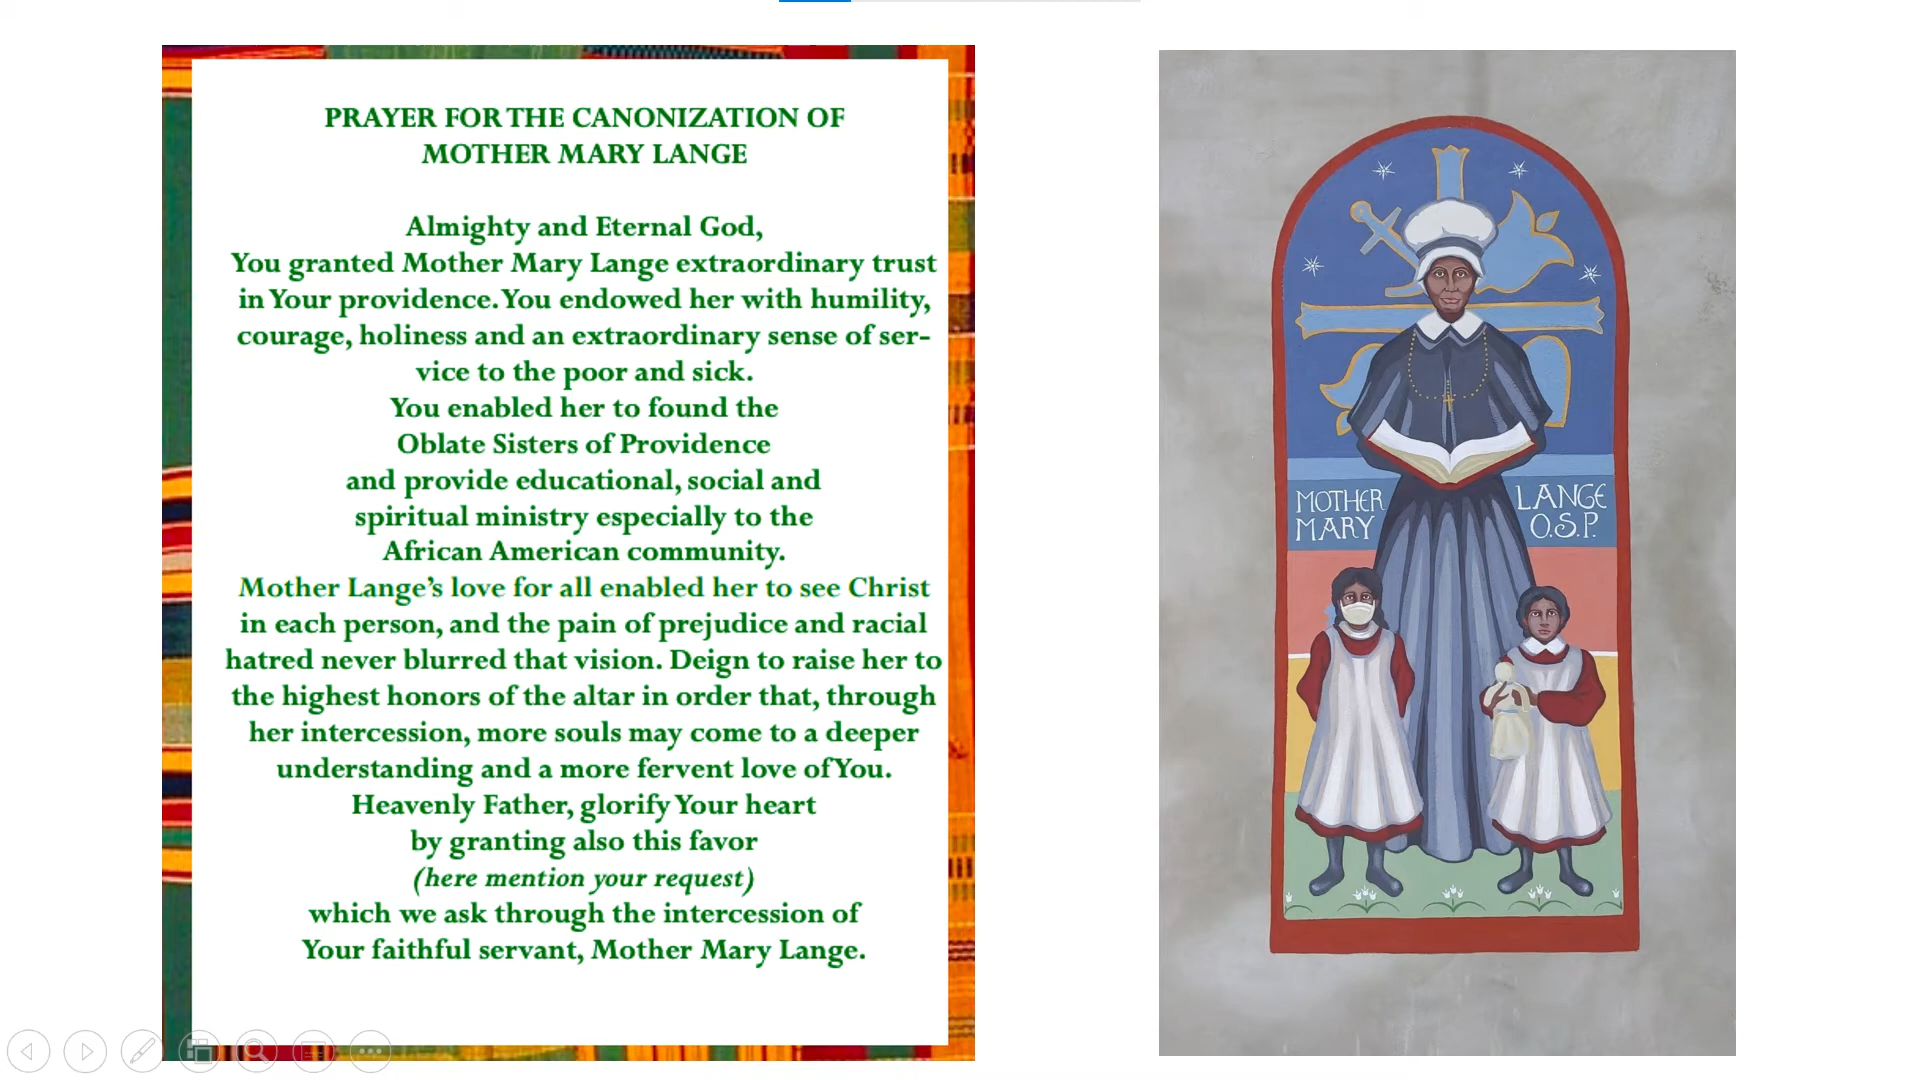 PRAYER FOR THE CANONIZATION OF
MOTHER MARY LANGE
Almighty and Eternal God,
You granted Mother Mary Lange extraordinary trust
in Your providence. You endowed her with humility,
courage, holiness and an extraordinary sense of ser-
vice to the poor and sick.
You enabled her to found the
Oblate Sisters of Providence
and provide educational, social and
spiritual ministry especially to the
African American community.
Mother Lange’s love for all enabled her to see Christ
in each person, and the pain of prejudice and racial
hatred never blurred that vision. Deign to raise her to
the highest honors of the altar in order that, through
her intercession, more souls may come to a deeper
understanding and a more fervent love of You.
Heavenly Father, glorify Your heart
by granting also this favor
(here mention your request)
which we ask through the intercession of
Your faithful servant, Mother Mary Lange.
MOTHER
MARY
LANGE
O.S.P.